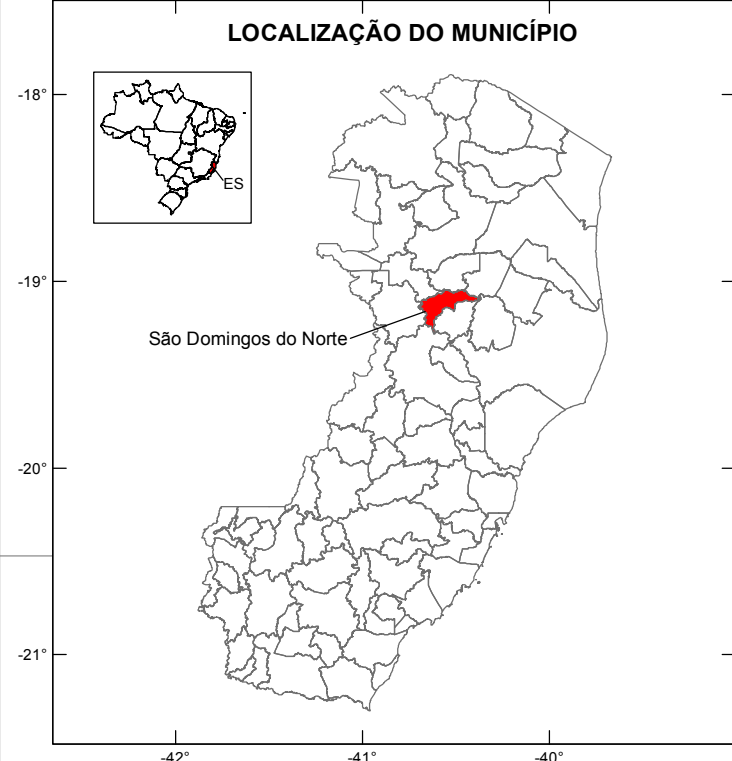 LOCALIZAÇÃO DO MUNICÍPIO
-18°
ES
-19°
São Domingos do Norte
-20°
-21°
-42° -41° -40°